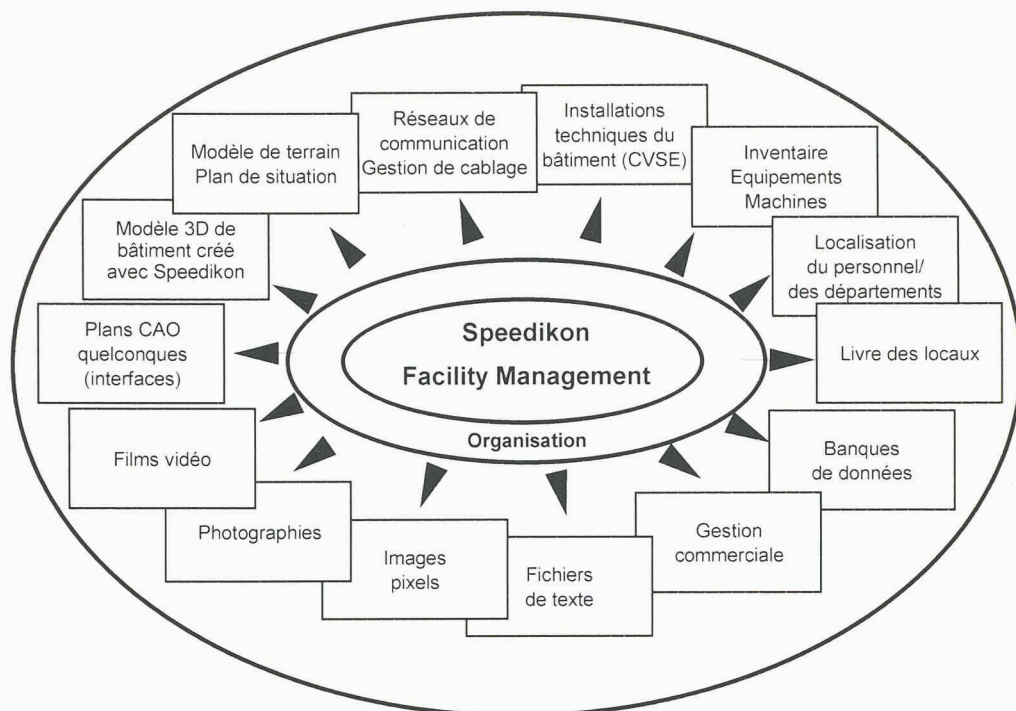 Réseaux de
communication
Gestion de cablage
Installations
techniques du
bâtiment (CVSE)
Inventaire
Equipements
Machines
Localisation
du personnel/
des départements
Livre des locaux
Banques
de données
Gestion
commerciale
Fichiers
de texte
Images
pixels
Photographies
Films vidéo
Plans CAO
quelconques
(interfaces)
Modèle 3D de
bâtiment créé
avec Speedikon
Modèle de terrain
Plan de situation
Speedikon
Facility Management
Organisation